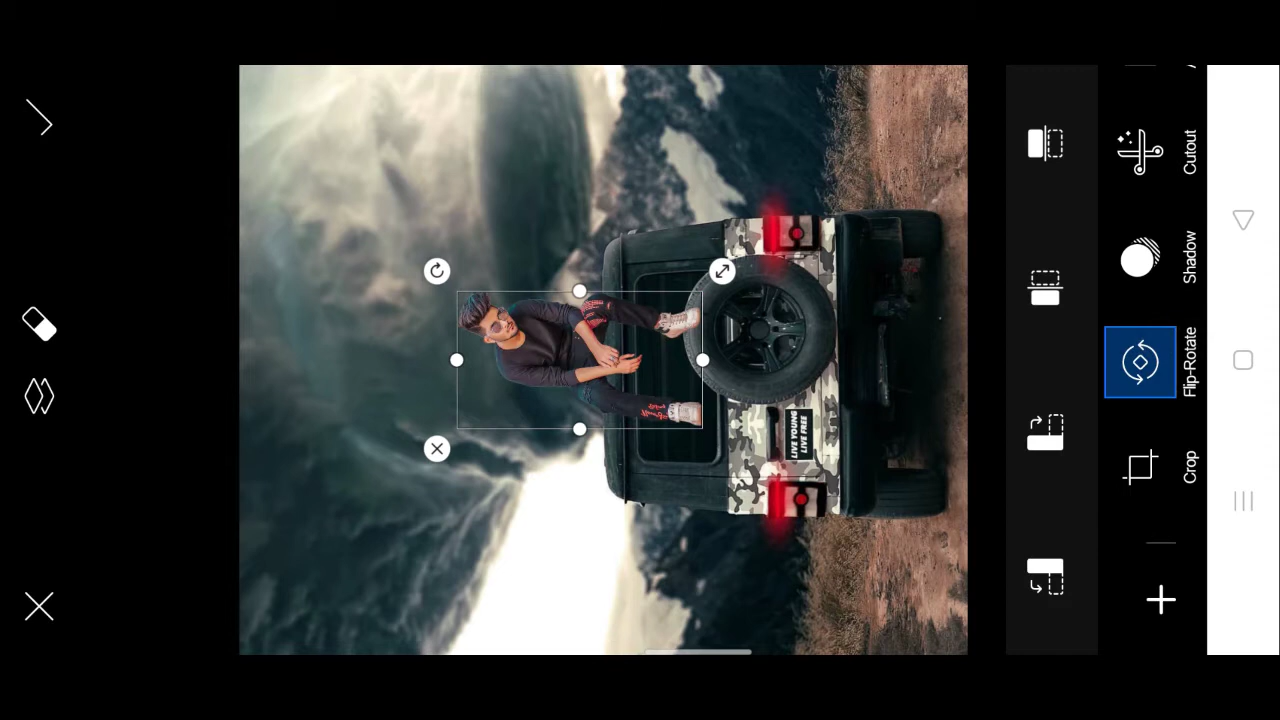 LIVE YOUNG
LIVE FREE
Crop
Flip-Rotate
Shadow
Cutout